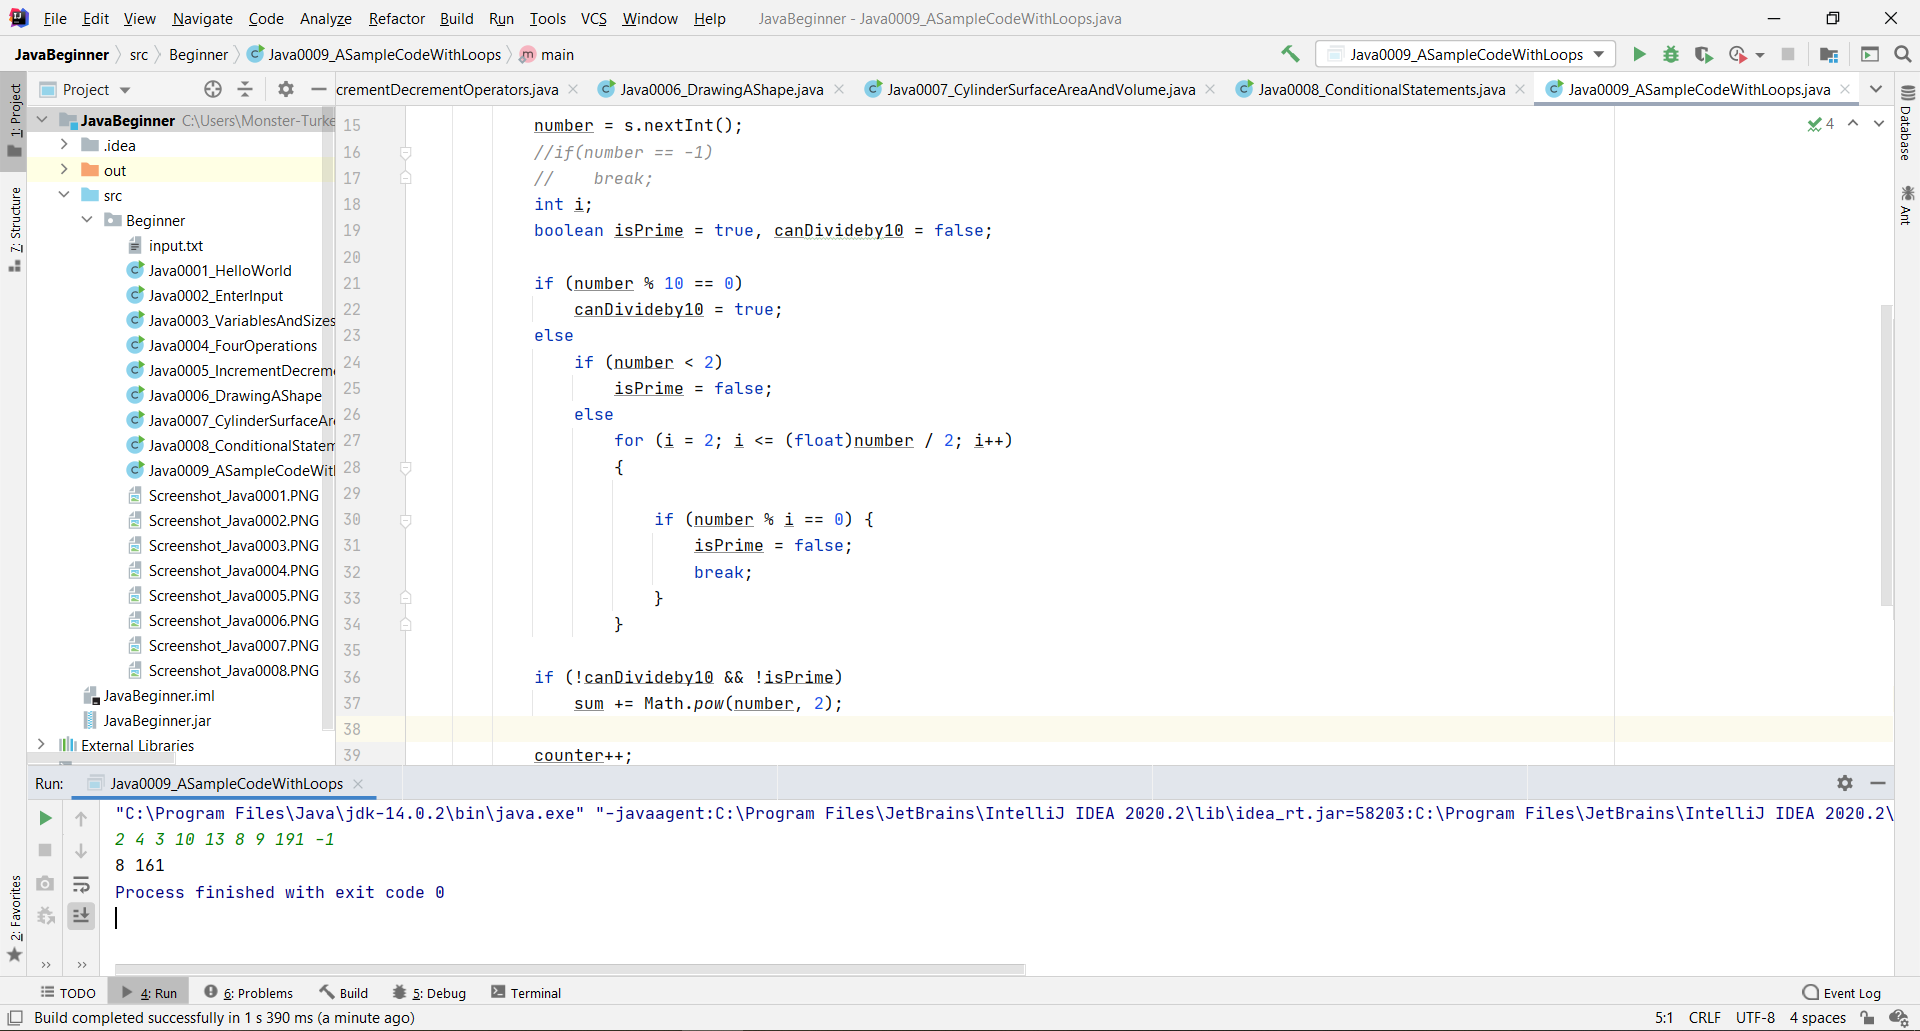 File Edit View Navigate Code Analyze Refactor Build Run Tools VCS Window Help JavaBeginner - Java0009_ASampleCodeWithLoops.java
JavaBeginner src Beginner Java0009_ASampleCodeWithLoops main Java0009_ASampleCodeWithLoops
Project crementDecrementOperators.java Java0006_DrawingAShape.java Java0007_CylinderSurfaceAreaAndVolume.java Java0008_ConditionalStatements.java Java0009_ASampleCodeWithLoops.java
1: Project
7: Structure
2: Favorites
JavaBeginner C:\Users\Monster-Turke
.idea
out
src
Beginner
input.txt
Java0001_HelloWorld
Java0002_EnterInput
Java0003_VariablesAndSizes
Java0004_FourOperations
Java0005_IncrementDecrem
Java0006_DrawingAShape
Java0007_CylinderSurfaceAr
Java0008_ConditionalStatem
Java0009_ASampleCodeWit
Screenshot_Java0001.PNG
Screenshot_Java0002.PNG
Screenshot_Java0003.PNG
Screenshot_Java0004.PNG
Screenshot_Java0005.PNG
Screenshot_Java0006.PNG
Screenshot_Java0007.PNG
Screenshot_Java0008.PNG
JavaBeginner.iml
JavaBeginner.jar
External Libraries
15 number = s.nextInt();
16 //if(number == -1)
17 //    break;
18 int i;
19 boolean isPrime = true, canDivideby10 = false;
20
21 if (number % 10 == 0)
22 canDivideby10 = true;
23 else
24 if (number < 2)
25 isPrime = false;
26 else
27 for (i = 2; i <= (float)number / 2; i++)
28 {
29
30 if (number % i == 0) {
31 isPrime = false;
32 break;
33 }
34 }
35
36 if (!canDivideby10 && !isPrime)
37 sum += Math.pow(number, 2);
38
39 counter++;
4
Database
Ant
Run: Java0009_ASampleCodeWithLoops
"C:\Program Files\Java\jdk-14.0.2\bin\java.exe" "-javaagent:C:\Program Files\JetBrains\IntelliJ IDEA 2020.2\lib\idea_rt.jar=58203:C:\Program Files\JetBrains\IntelliJ IDEA 2020.2\
2 4 3 10 13 8 9 191 -1
8 161
Process finished with exit code 0
TODO 4: Run 6: Problems Build 5: Debug Terminal Event Log
Build completed successfully in 1 s 390 ms (a minute ago) 5:1 CRLF UTF-8 4 spaces